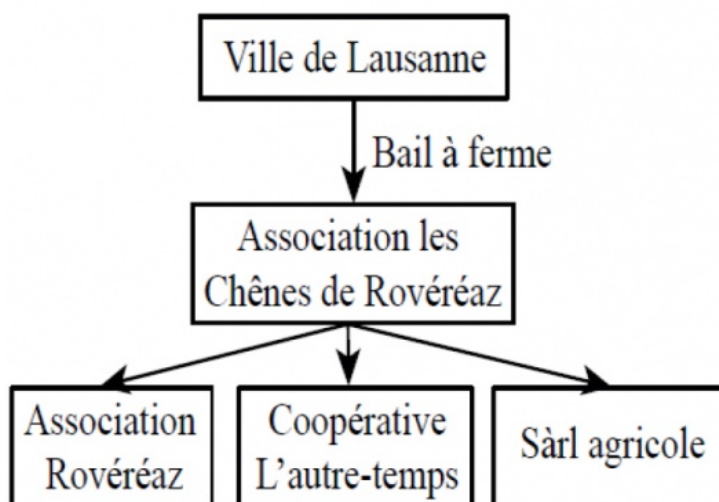 Ville de Lausanne
Bail à ferme
Association les
Chênes de Rovéréaz
Association
Rovéréaz
Coopérative
L'autre-temps
Sàrl agricole